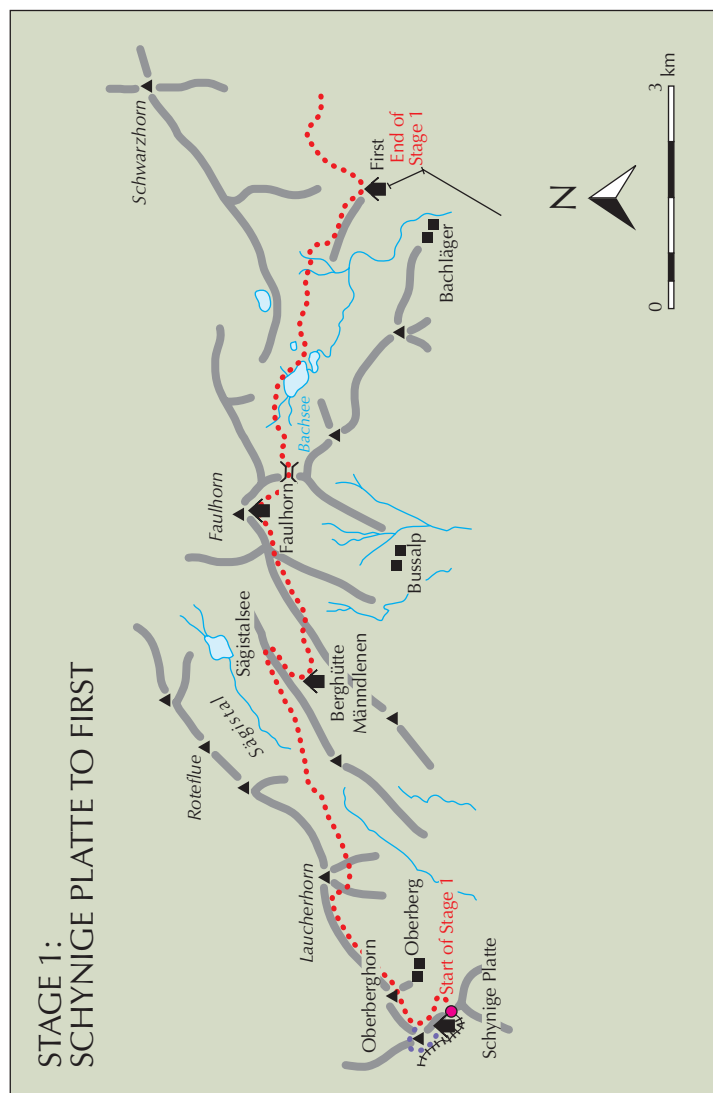 STAGE 1:
SCHYNIGE PLATTE TO FIRST
Schwarzhorn
Faulhorn
Roteflue
Sägistal
Sägistalsee
Laucherhorn
Oberberghorn
Oberberg
Start of Stage 1
Schynige Platte
Berghütte
Männdlenen
Faulhorn
Bussalp
Bachsee
First
End of
Stage 1
Bachläger
N
0
3
km